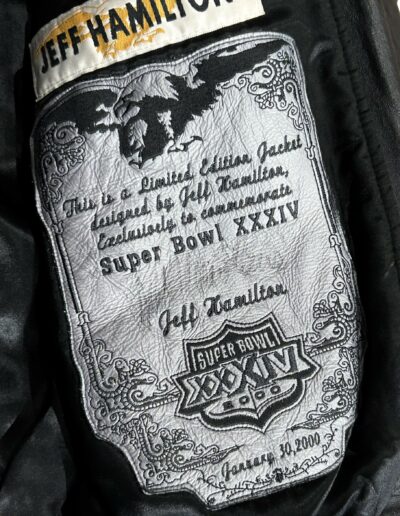 JEFF HAMILTON
This is a Limited Edition Jacket
designed by Jeff Hamilton,
Exclusively to commemorate
Super Bowl XXXIV
Jeff Hamilton
SUPER BOWL
XXXIV
2000
January 30, 2000